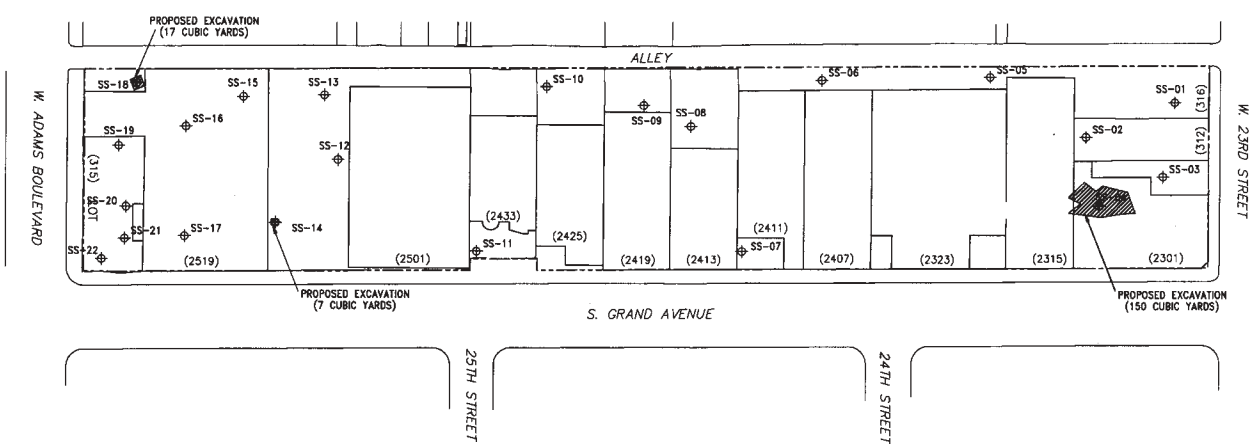 PROPOSED EXCAVATION
(17 CUBIC YARDS)
ALLEY
SS-18
SS-15
SS-13
SS-10
SS-06
SS-05
SS-01
(316)
SS-16
SS-09
SS-08
SS-02
(312)
SS-19
SS-12
SS-03
W. ADAMS BOULEVARD
(315)
LOT
W. 23RD STREET
SS-20
SS-21
SS-22
SS-17
SS-14
(2433)
SS-11
(2425)
(2411)
SS-07
(2519)
(2501)
(2419)
(2413)
(2407)
(2323)
(2315)
(2301)
PROPOSED EXCAVATION
(7 CUBIC YARDS)
PROPOSED EXCAVATION
(150 CUBIC YARDS)
S. GRAND AVENUE
25TH STREET
24TH STREET